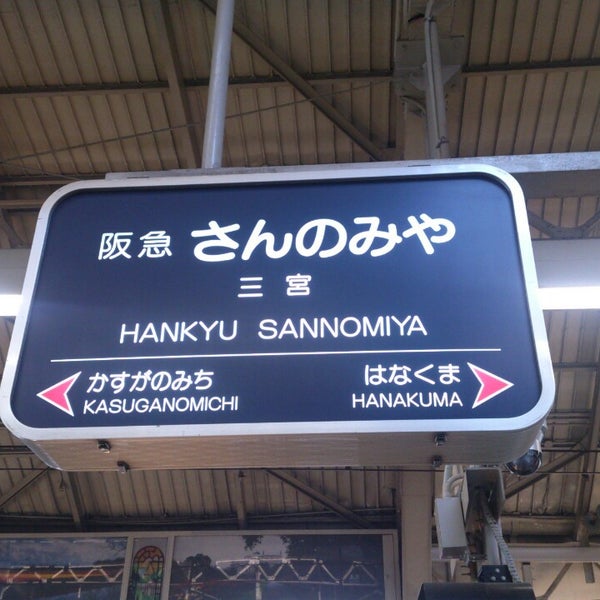 阪急 さんのみや
三宮
HANKYU SANNOMIYA
かすがのみち はなくま
KASUGANOMICHI HANAKUMA